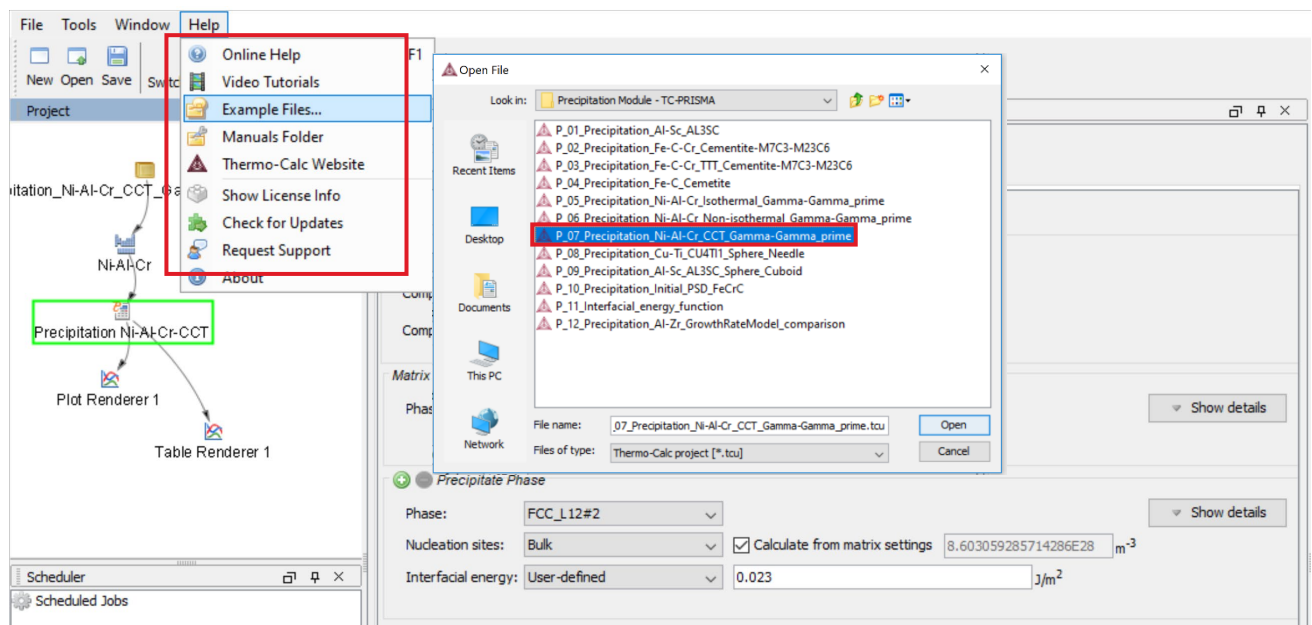 File Tools Window Help
New Open Save Switc
Online Help F1
Video Tutorials
Example Files...
Manuals Folder
Thermo-Calc Website
Show License Info
Check for Updates
Request Support
About
Project
Ni-Al-Cr
Precipitation Ni-Al-Cr-CCT
Plot Renderer 1
Table Renderer 1
Scheduler
Scheduled Jobs
Open File
Look in: Precipitation Module - TC-PRISMA
Recent Items
Desktop
Documents
This PC
Network
P_01_Precipitation_Al-Sc_AL3SC
P_02_Precipitation_Fe-C-Cr_Cementite-M7C3-M23C6
P_03_Precipitation_Fe-C-Cr_TTT_Cementite-M7C3-M23C6
P_04_Precipitation_Fe-C_Cemetite
P_05_Precipitation_Ni-Al-Cr_Isothermal_Gamma-Gamma_prime
P_06_Precipitation_Ni-Al-Cr_Non-isothermal_Gamma-Gamma_prime
P_07_Precipitation_Ni-Al-Cr_CCT_Gamma-Gamma_prime
P_08_Precipitation_Cu-Ti_CU4TI1_Sphere_Needle
P_09_Precipitation_Al-Sc_AL3SC_Sphere_Cuboid
P_10_Precipitation_Initial_PSD_FeCrC
P_11_Interfacial_energy_function
P_12_Precipitation_Al-Zr_GrowthRateModel_comparison
File name: _07_Precipitation_Ni-Al-Cr_CCT_Gamma-Gamma_prime.tcu Open
Files of type: Thermo-Calc project [*.tcu] Cancel
Comp
Comp
Matrix
Phas Show details
Precipitate Phase
Phase: FCC_L12#2 Show details
Nucleation sites: Bulk Calculate from matrix settings 8.603059285714286E28 m-3
Interfacial energy: User-defined 0.023 J/m2